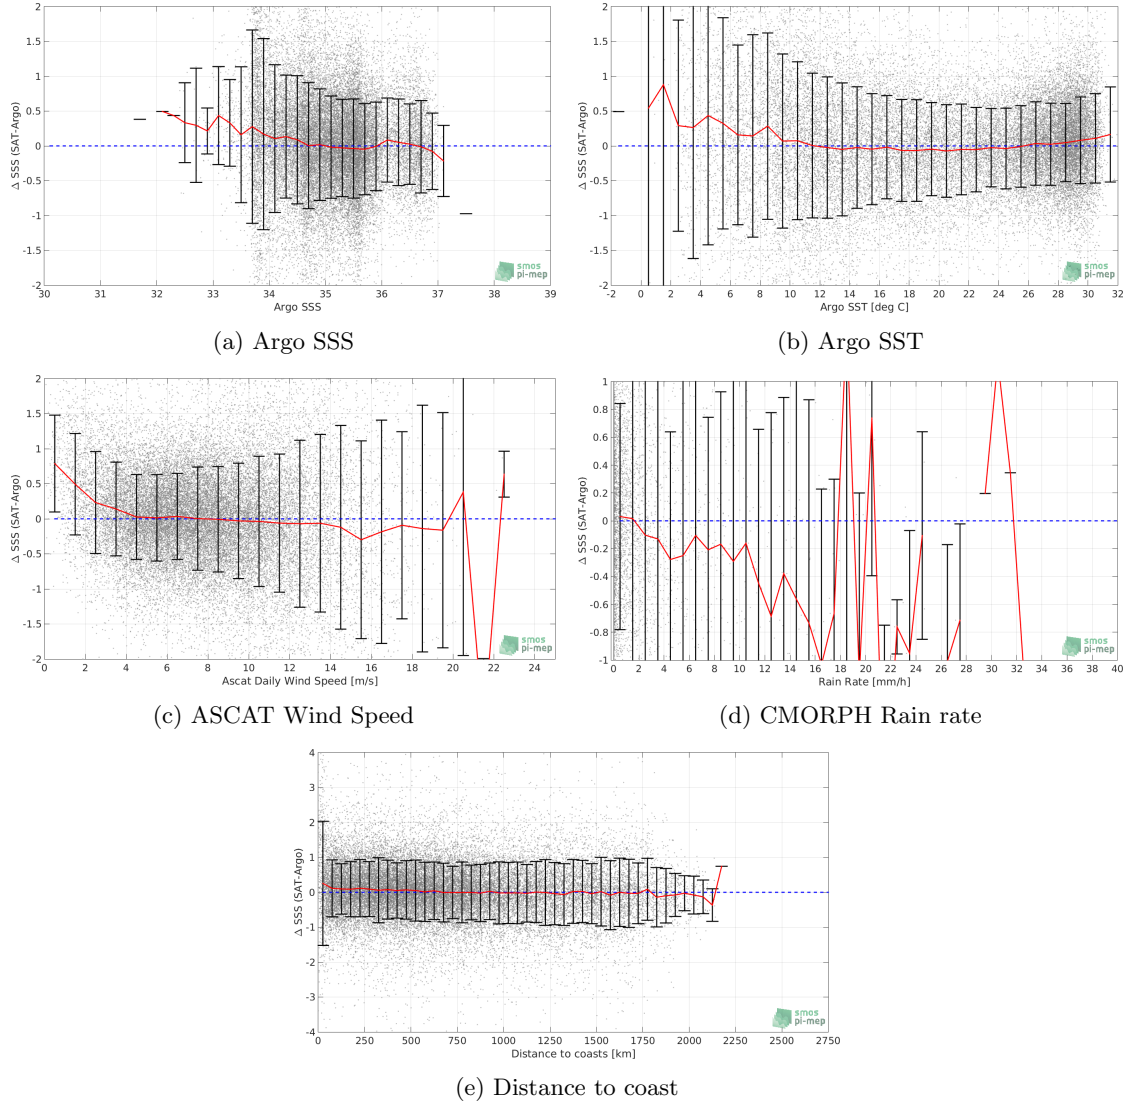 2
1.5
1
0.5
0
-0.5
-1
-1.5
-2
Δ SSS (SAT-Argo)
30 31 32 33 34 35 36 37 38 39
Argo SSS
smos
pi-mep
(a) Argo SSS
2
1.5
1
0.5
0
-0.5
-1
-1.5
-2
Δ SSS (SAT-Argo)
-2 0 2 4 6 8 10 12 14 16 18 20 22 24 26 28 30 32
Argo SST [deg C]
smos
pi-mep
(b) Argo SST
2
1.5
1
0.5
0
-0.5
-1
-1.5
-2
Δ SSS (SAT-Argo)
0 2 4 6 8 10 12 14 16 18 20 22 24
Ascat Daily Wind Speed [m/s]
smos
pi-mep
(c) ASCAT Wind Speed
1
0.8
0.6
0.4
0.2
0
-0.2
-0.4
-0.6
-0.8
-1
Δ SSS (SAT-Argo)
0 2 4 6 8 10 12 14 16 18 20 22 24 26 28 30 32 34 36 38 40
Rain Rate [mm/h]
smos
pi-mep
(d) CMORPH Rain rate
4
3
2
1
0
-1
-2
-3
-4
Δ SSS (SAT-Argo)
0 250 500 750 1000 1250 1500 1750 2000 2250 2500 2750
Distance to coasts [km]
smos
pi-mep
(e) Distance to coast